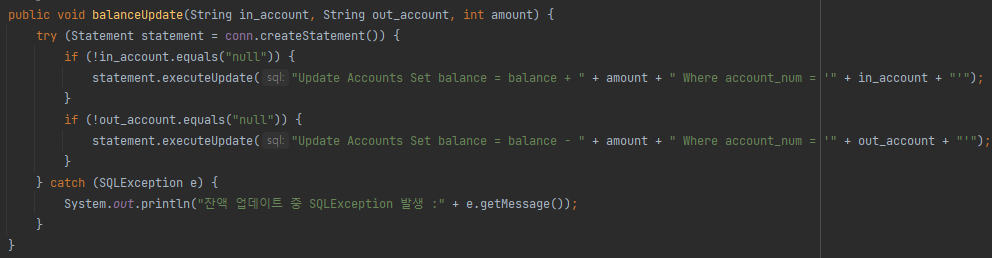 public void balanceUpdate(String in_account, String out_account, int amount) {
try (Statement statement = conn.createStatement()) {
if (!in_account.equals("null")) {
statement.executeUpdate( sql: "Update Accounts Set balance = balance + " + amount + " Where account_num = '" + in_account + "'");
}
if (!out_account.equals("null")) {
statement.executeUpdate( sql: "Update Accounts Set balance = balance - " + amount + " Where account_num = '" + out_account + "'");
}
} catch (SQLException e) {
System.out.println("잔액 업데이트 중 SQLException 발생 :" + e.getMessage());
}
}